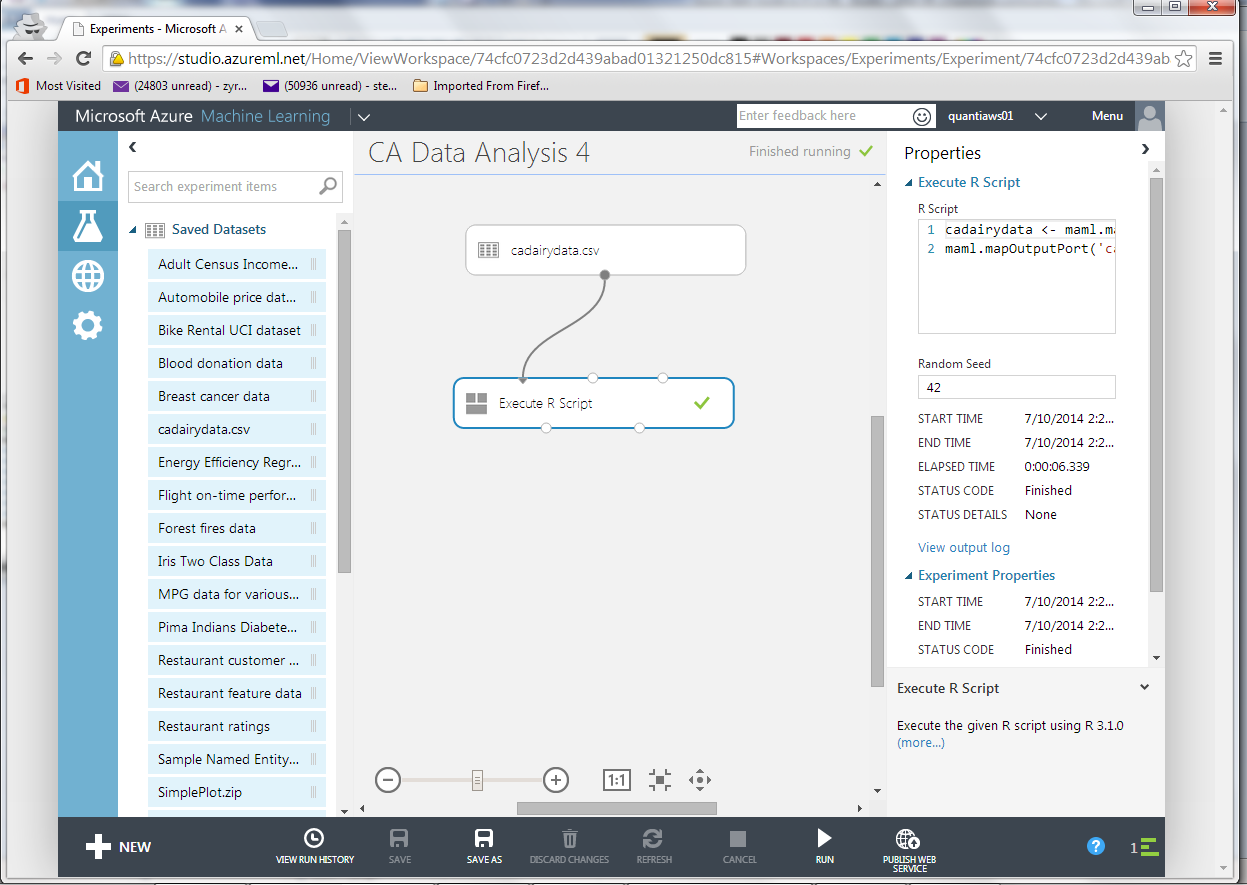 Experiments - Microsoft A
https://studio.azureml.net/Home/ViewWorkspace/74cfc0723d2d439abad01321250dc815#Workspaces/Experiments/Experiment/74cfc0723d2d439ab
Most Visited
(24803 unread) - zyr...
(50936 unread) - ste...
Imported From Firef...
Microsoft Azure Machine Learning
Enter feedback here
quantiaws01
Menu
Search experiment items
Saved Datasets
Adult Census Income...
Automobile price dat...
Bike Rental UCI dataset
Blood donation data
Breast cancer data
cadairydata.csv
Energy Efficiency Regr...
Flight on-time perfor...
Forest fires data
Iris Two Class Data
MPG data for various...
Pima Indians Diabete...
Restaurant customer ...
Restaurant feature data
Restaurant ratings
Sample Named Entity...
SimplePlot.zip
CA Data Analysis 4
Finished running
cadairydata.csv
Execute R Script
1:1
Properties
Execute R Script
R Script
1 cadairydata <- maml.ma
2 maml.mapOutputPort('ca
Random Seed
42
START TIME 7/10/2014 2:2...
END TIME 7/10/2014 2:2...
ELAPSED TIME 0:00:06.339
STATUS CODE Finished
STATUS DETAILS None
View output log
Experiment Properties
START TIME 7/10/2014 2:2...
END TIME 7/10/2014 2:2...
STATUS CODE Finished
Execute R Script
Execute the given R script using R 3.1.0
(more...)
NEW
VIEW RUN HISTORY
SAVE
SAVE AS
DISCARD CHANGES
REFRESH
CANCEL
RUN
PUBLISH WEB
SERVICE
?
1